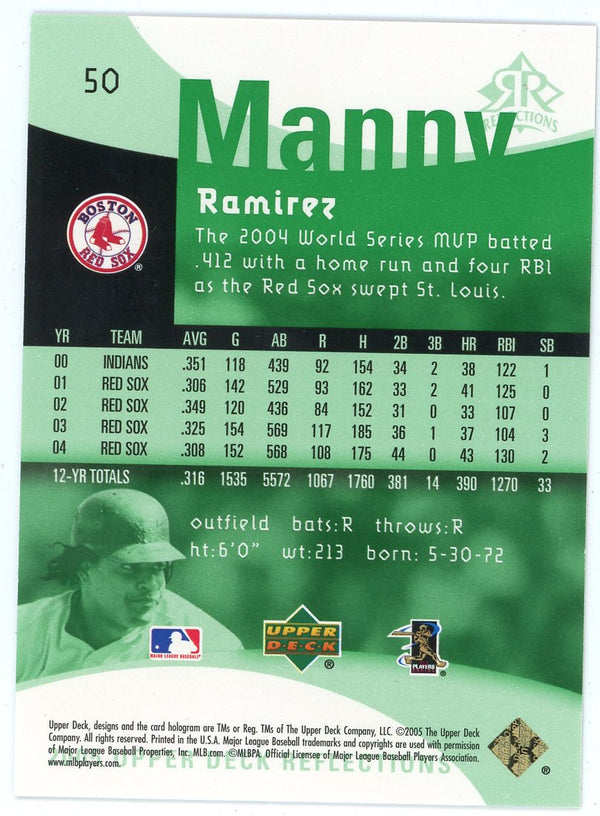 50
Manny
RR
REFLECTIONS
Ramirez
BOSTON
RED SOX
®
The 2004 World Series MVP batted
.412 with a home run and four RBI
as the Red Sox swept St. Louis.
YR TEAM AVG G AB R H 2B 3B HR RBI SB
00 INDIANS .351 118 439 92 154 34 2 38 122 1
01 RED SOX .306 142 529 93 162 33 2 41 125 0
02 RED SOX .349 120 436 84 152 31 0 33 107 0
03 RED SOX .325 154 569 117 185 36 1 37 104 3
04 RED SOX .308 152 568 108 175 44 0 43 130 2
12-YR TOTALS .316 1535 5572 1067 1760 381 14 390 1270 33
outfield bats:R throws:R
ht:6'0" wt:213 born: 5-30-72
MAJOR LEAGUE BASEBALL
UPPER
DECK
®
PLAYERS
Upper Deck, designs and the card hologram are TMs or Reg. TMs of The Upper Deck Company, LLC. ©2005 The Upper Deck
Company. All rights reserved. Printed in the U.S.A. Major League Baseball trademarks and copyrights are used with permission
of Major League Baseball Properties, Inc. MLB.com. ©MLBPA. Official Licensee of Major League Baseball Players Association.
www.mlbplayers.com.
2005 UPPER DECK REFLECTIONS
®